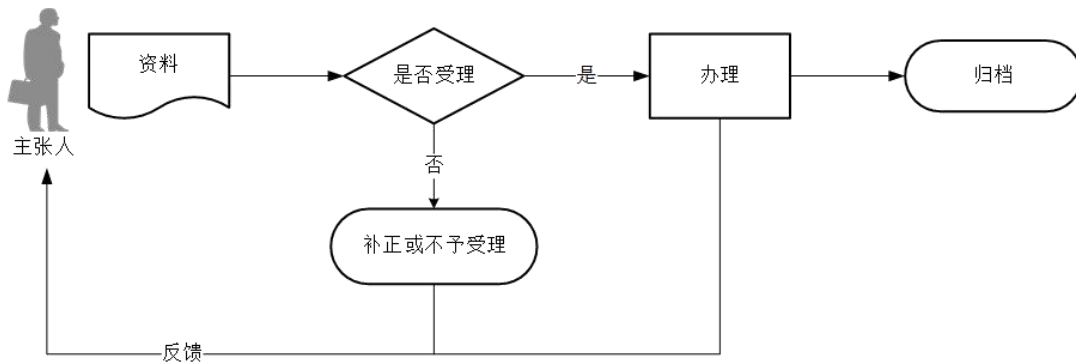 资料
是否受理
是
办理
归档
主张人
否
补正或不予受理
反馈